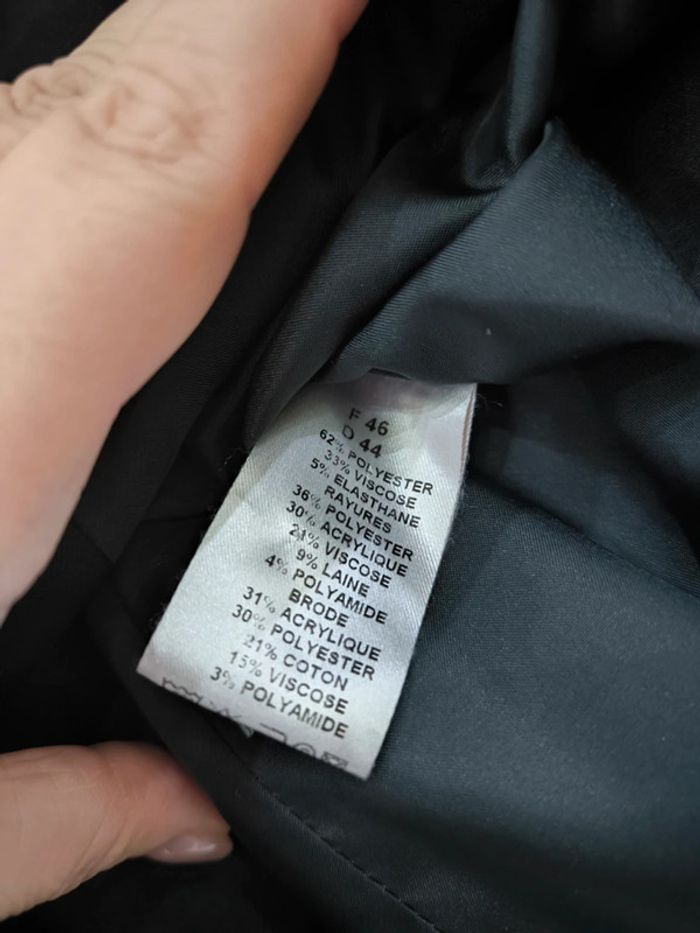 F 46
D 44
62% POLYESTER
33% VISCOSE
5% ELASTHANE
RAYURES
36% POLYESTER
30% ACRYLIQUE
21% VISCOSE
9% LAINE
4% POLYAMIDE
BRODE
31% ACRYLIQUE
30% POLYESTER
21% COTON
15% VISCOSE
3% POLYAMIDE